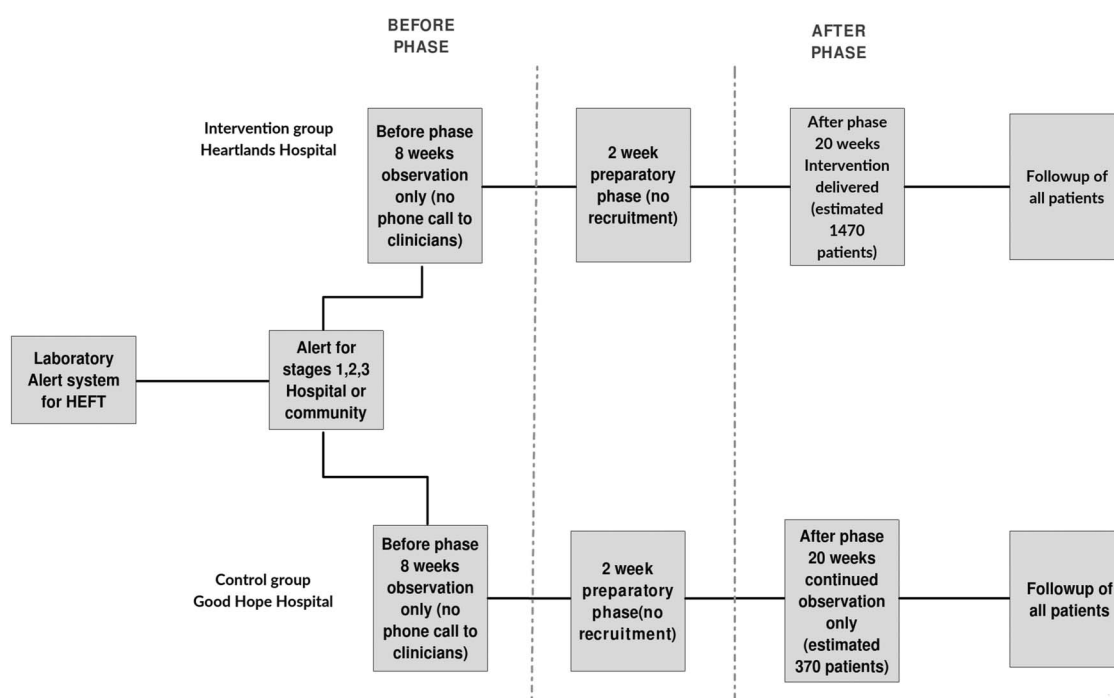 BEFORE
PHASE
AFTER
PHASE
Intervention group
Heartlands Hospital
Before phase
8 weeks
observation
only (no
phone call to
clinicians)
2 week
preparatory
phase (no
recruitment)
After phase
20 weeks
Intervention
delivered
(estimated
1470
patients)
Followup of
all patients
Laboratory
Alert system
for HEFT
Alert for
stages 1,2,3
Hospital or
community
Control group
Good Hope Hospital
Before phase
8 weeks
observation
only (no
phone call to
clinicians)
2 week
preparatory
phase(no
recruitment)
After phase
20 weeks
continued
observation
only
(estimated
370 patients)
Followup of
all patients